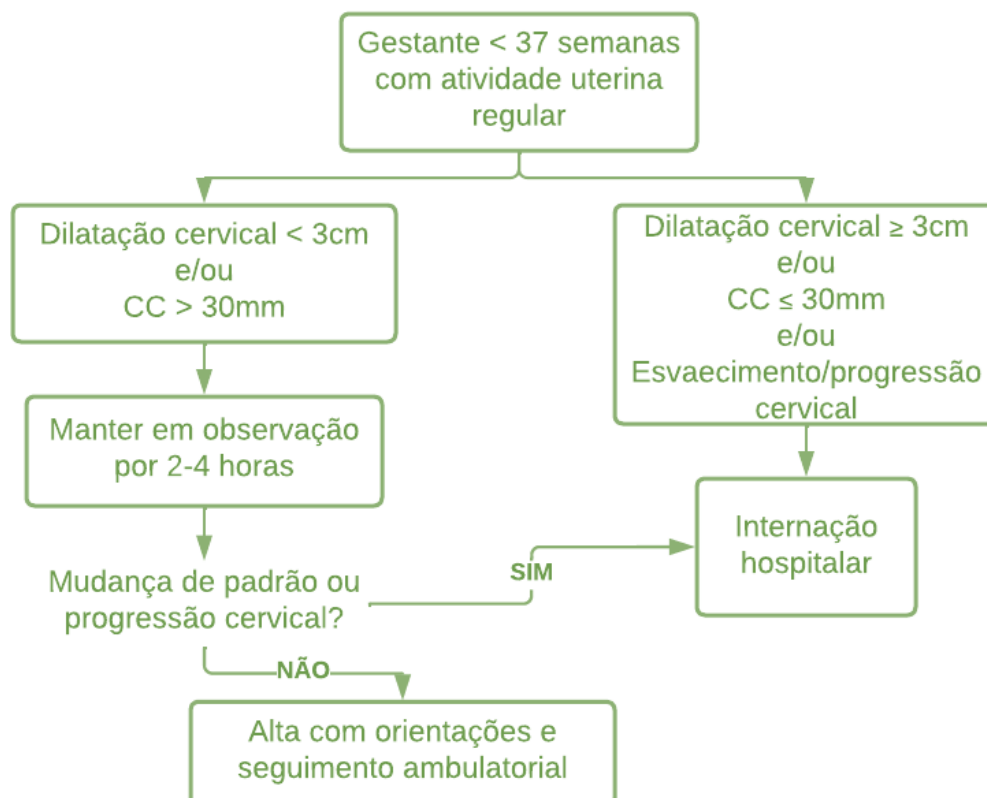 Gestante < 37 semanas
com atividade uterina
regular
Dilatação cervical < 3cm
e/ou
CC > 30mm
Dilatação cervical ≥ 3cm
e/ou
CC ≤ 30mm
e/ou
Esvaecimento/progressão
cervical
Manter em observação
por 2-4 horas
Internação
hospitalar
Mudança de padrão ou
progressão cervical?
SIM
NÃO
Alta com orientações e
seguimento ambulatorial